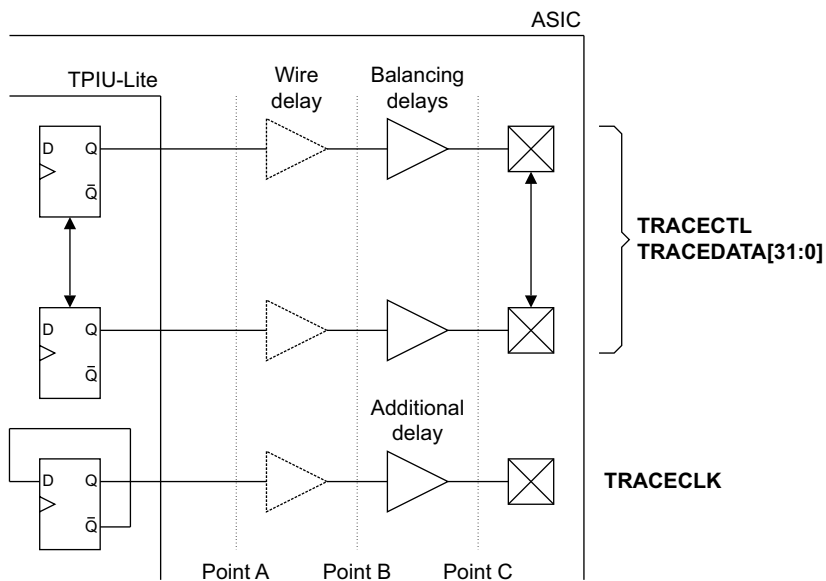 ASIC
TPIU-Lite
Wire
delay
Balancing
delays
D Q
Q̅
TRACECTL
TRACEDATA[31:0]
D Q
Q̅
Additional
delay
D Q
Q̅
TRACECLK
Point A Point B Point C